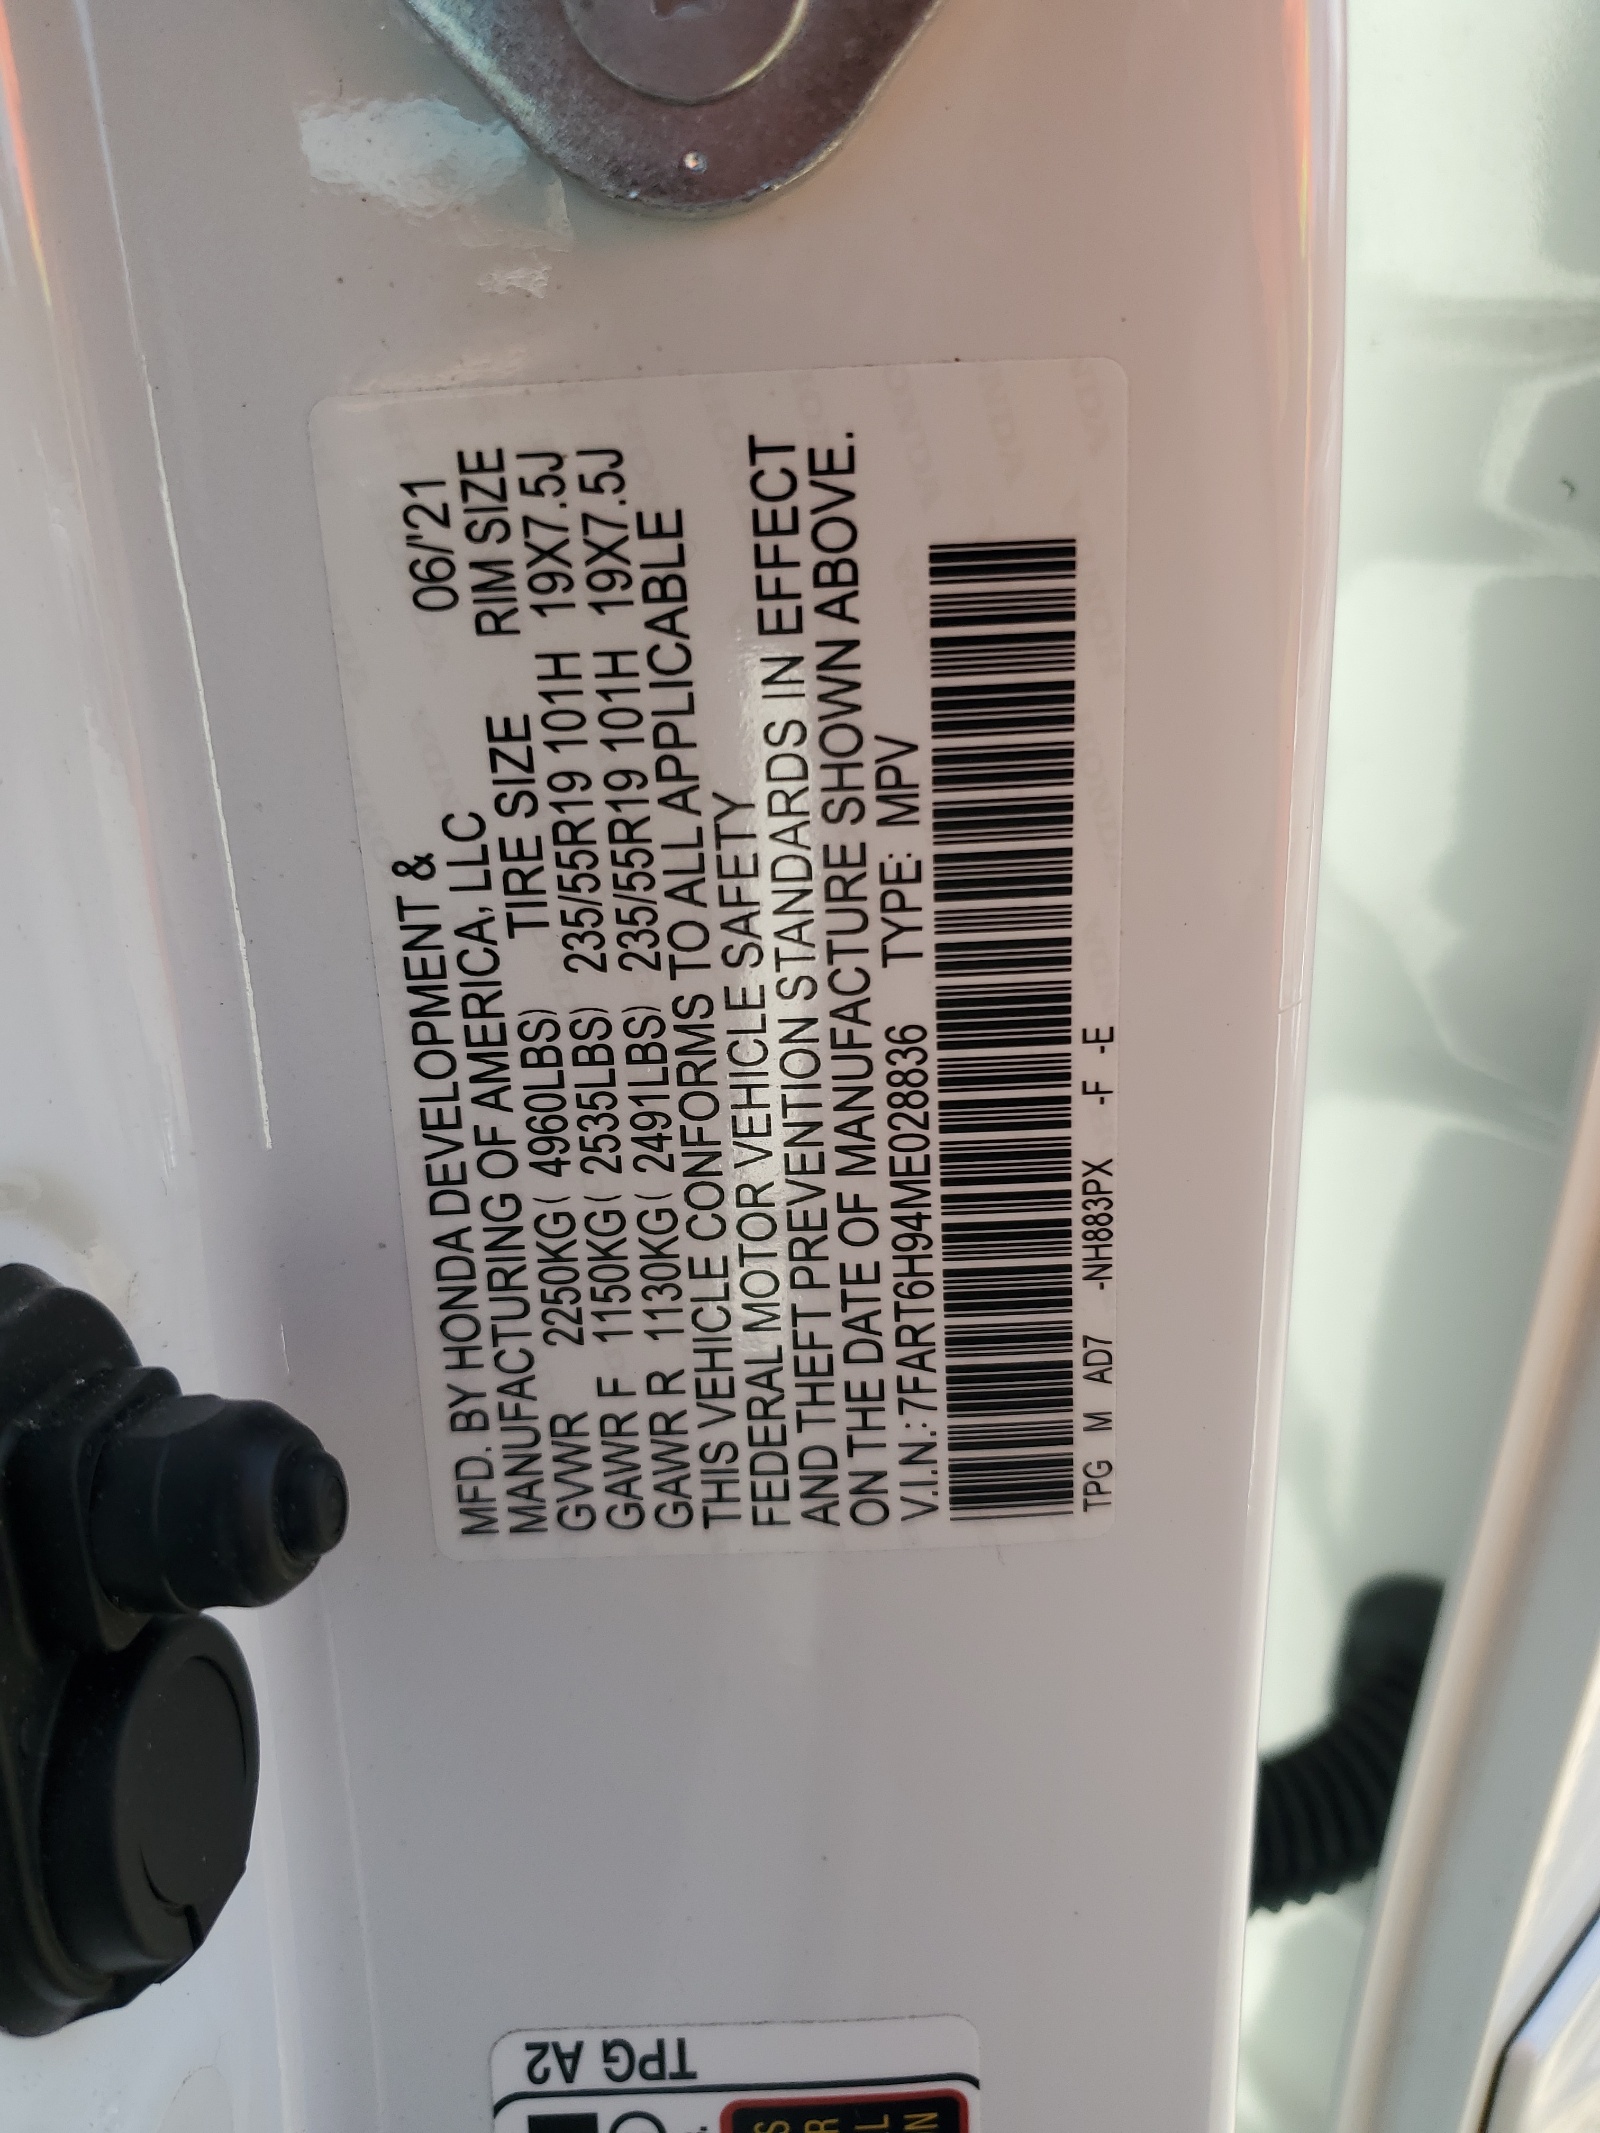 MFD. BY HONDA DEVELOPMENT & 06/'21
MANUFACTURING OF AMERICA, LLC RIM SIZE
TIRE SIZE
GVWR 2250KG ( 4960LBS) 235/55R19 101H 19X7.5J
GAWR F 1150KG ( 2535LBS) 235/55R19 101H 19X7.5J
GAWR R 1130KG ( 2491LBS)
THIS VEHICLE CONFORMS TO ALL APPLICABLE
FEDERAL MOTOR VEHICLE SAFETY
AND THEFT PREVENTION STANDARDS IN EFFECT
ON THE DATE OF MANUFACTURE SHOWN ABOVE.
V.I.N.: 7FART6H94ME028836 TYPE: MPV
TPG M AD7 -NH883PX -F -E
TPG A2